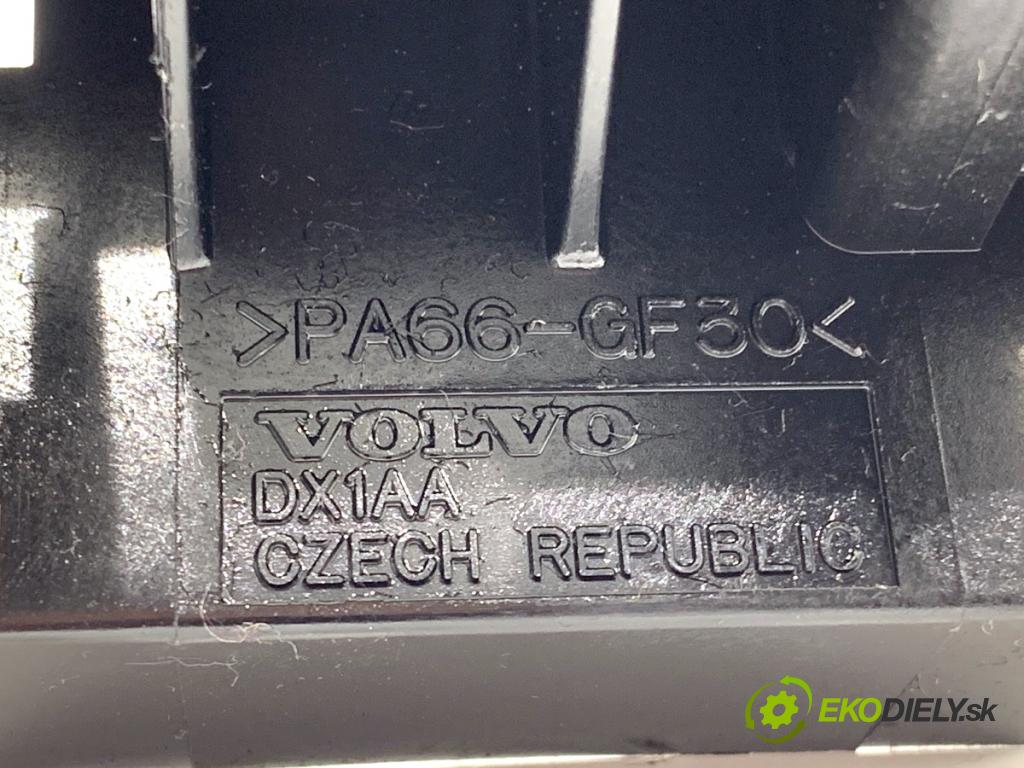 >PA66-GF30<
VOLVO
DX1AA
CZECH REPUBLIC
EKODIELY.sk